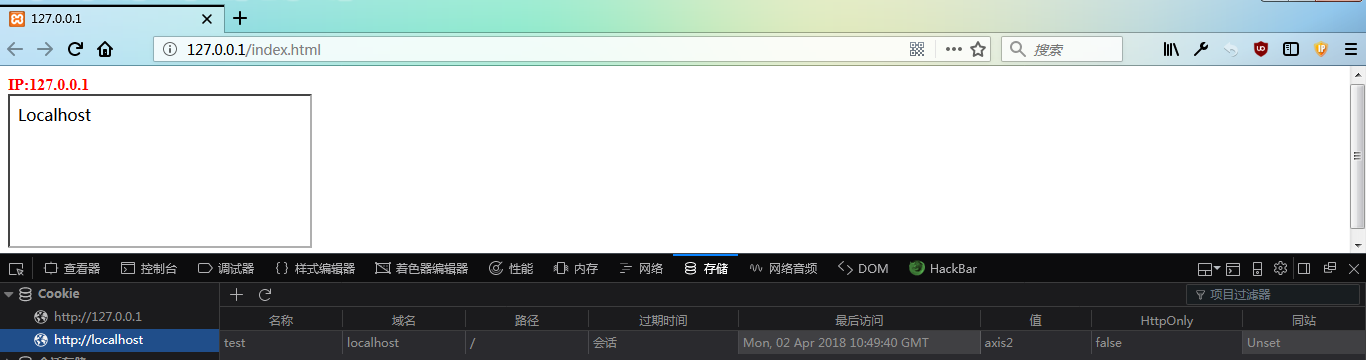 127.0.0.1
127.0.0.1/index.html
搜索
IP:127.0.0.1
Localhost
查看器 控制台 调试器 { } 样式编辑器 着色器编辑器 性能 内存 网络 存储 网络音频 DOM HackBar
Cookie
项目过滤器
http://127.0.0.1
http://localhost
名称 域名 路径 过期时间 最后访问 值 HttpOnly 同站
test localhost / 会话 Mon, 02 Apr 2018 10:49:40 GMT axis2 false Unset